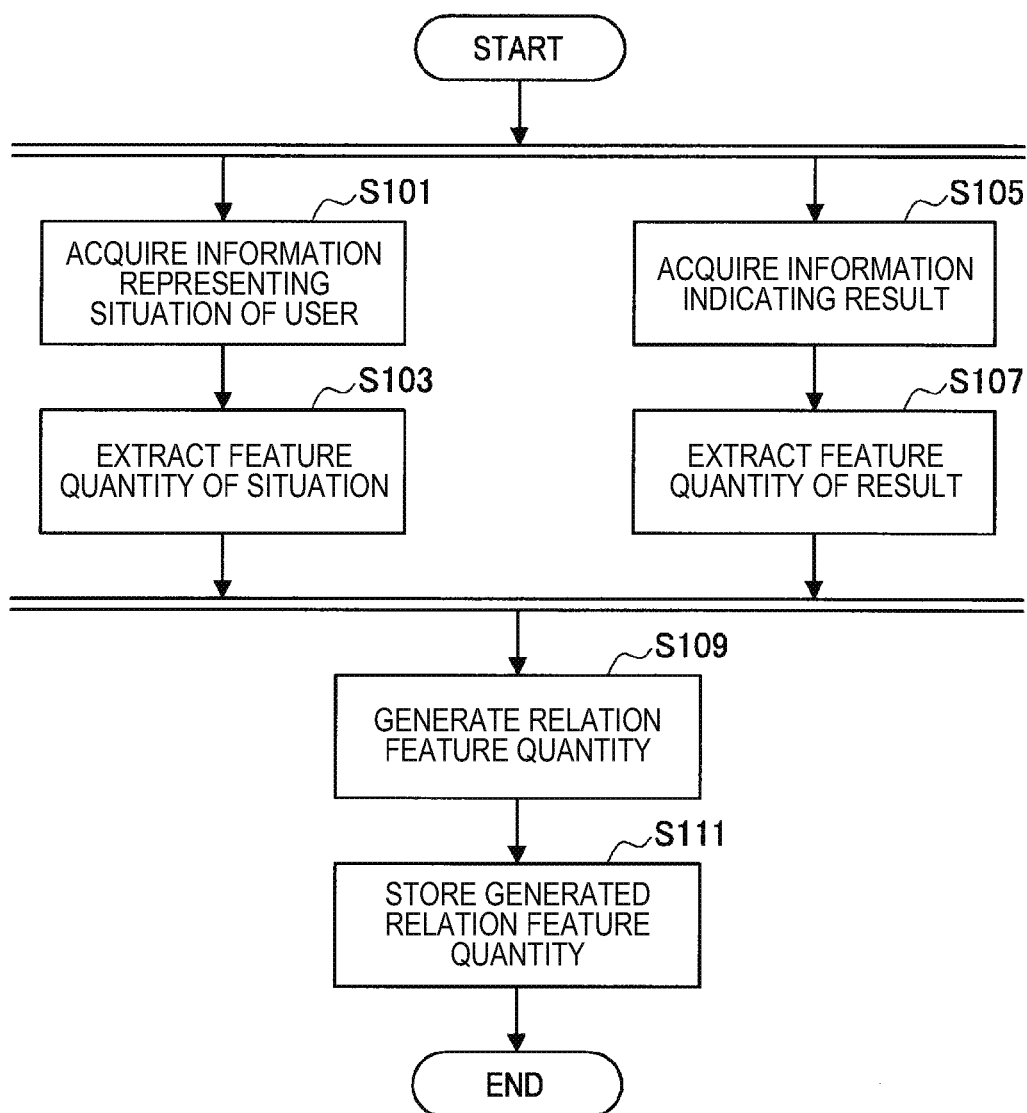 START
S101
ACQUIRE INFORMATION
REPRESENTING
SITUATION OF USER
S103
EXTRACT FEATURE
QUANTITY OF SITUATION
S105
ACQUIRE INFORMATION
INDICATING RESULT
S107
EXTRACT FEATURE
QUANTITY OF RESULT
S109
GENERATE RELATION
FEATURE QUANTITY
S111
STORE GENERATED
RELATION FEATURE
QUANTITY
END